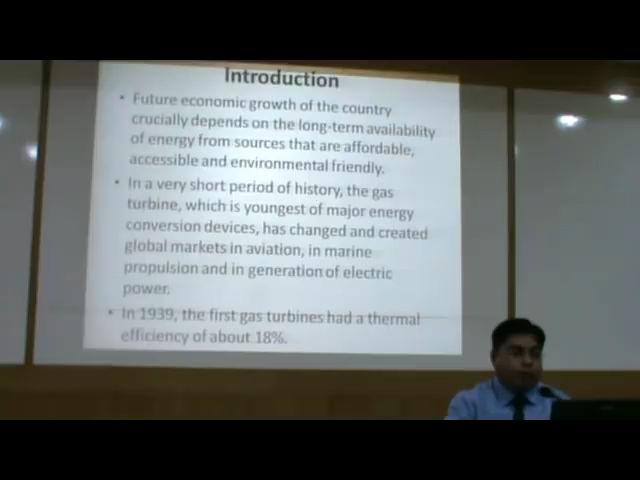 Introduction
• Future economic growth of the country
crucially depends on the long-term availability
of energy from sources that are affordable,
accessible and environmental friendly.
• In a very short period of history, the gas
turbine, which is youngest of major energy
conversion devices, has changed and created
global markets in aviation, in marine
propulsion and in generation of electric
power.
• In 1939, the first gas turbines had a thermal
efficiency of about 18%.